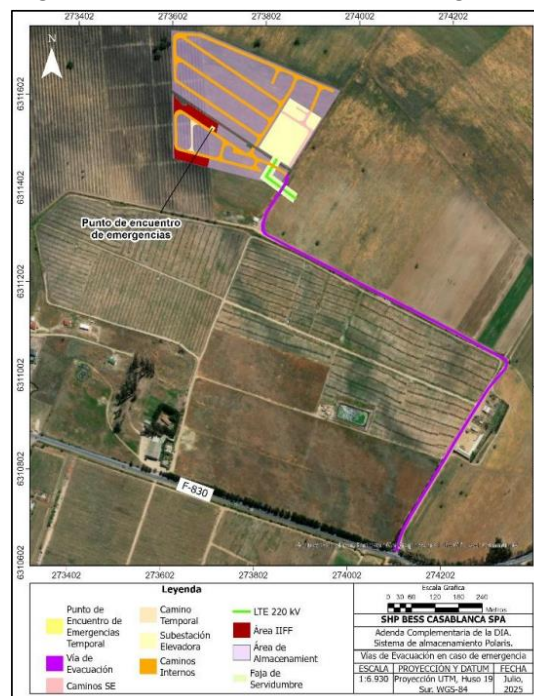 273402 273602 273802 274002 274202
N
6311602
6311402
6311202
6311002
6310802
6310602
Punto de encuentro
de emergencias
F-830
273402 273602 273802 274002 274202
Leyenda
Punto de
Encuentro de
Emergencias
Temporal
Vía de
Evacuación
Caminos SE
Camino
Temporal
Subestación
Elevadora
Caminos
Internos
LTE 220 kV
Área IIFF
Área de
Almacenamient
Faja de
Servidumbre
Escala Grafica
0 30 60 120 180 240
Metros
SHP BESS CASABLANCA SPA
Adenda Complementaria de la DIA.
Sistema de almacenamiento Polaris.
Vías de Evacuación en caso de emergencia
ESCALA PROYECCIÓN Y DATUM FECHA
1:6.930 Proyección UTM, Huso 19 Julio,
Sur. WGS-84 2025